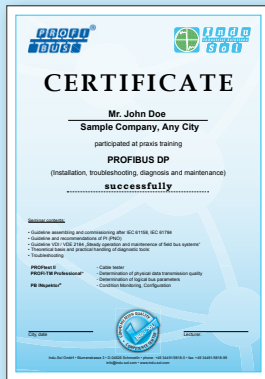 PROFI
BUS
Indu
Sol
CERTIFICATE
Mr. John Doe
Sample Company, Any City
participated at praxis training
PROFIBUS DP
(Installation, troubleshooting, diagnosis and maintenance)
successfully
Seminar contents:
- Guideline assembling and commissioning after IEC 61158, IEC 61784
- Guideline and recommendations of PI (PNO)
- Guideline VDI / VDE 2184 „Steady operation and maintenance of field bus systems"
- Theoretical basis and practical handling of diagnostic tools:
- Troubleshooting
PROFtest II - Cable tester
PROFI-TM Professional - Determination of physical data transmission quality
- Determination of logical bus parameters
PB INspektor® - Condition Monitoring, Configuration
City, date
Lecturer: